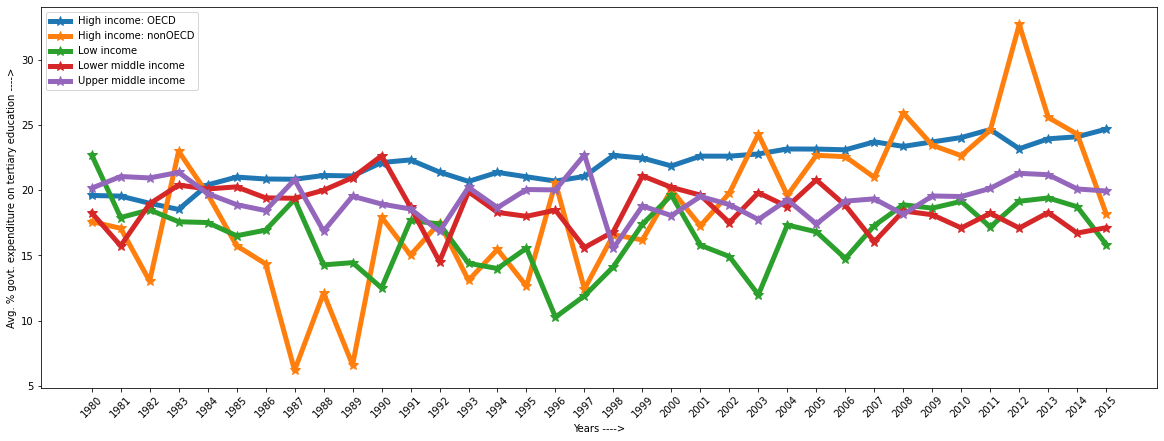 High income: OECD
High income: nonOECD
Low income
Lower middle income
Upper middle income
Avg. % govt. expenditure on tertiary education ---->
30
25
20
15
10
5
1980 1981 1982 1983 1984 1985 1986 1987 1988 1989 1990 1991 1992 1993 1994 1995 1996 1997 1998 1999 2000 2001 2002 2003 2004 2005 2006 2007 2008 2009 2010 2011 2012 2013 2014 2015
Years ---->